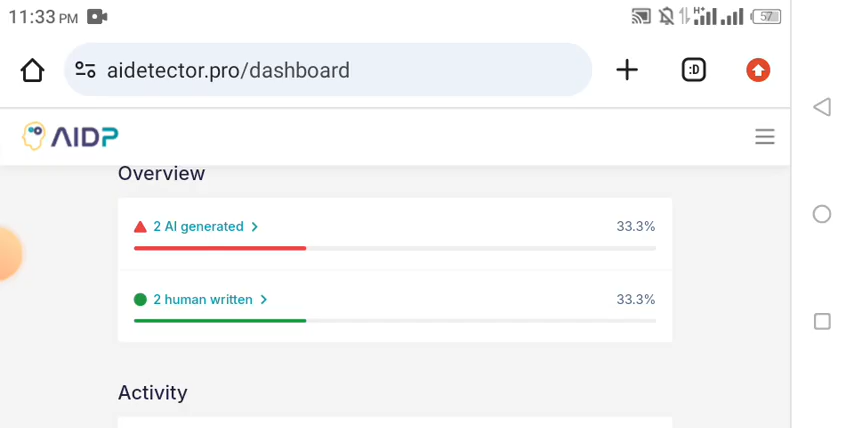 11:33 PM H+ 57
aidetector.pro/dashboard :D
AIDP
Overview
2 AI generated 33.3%
2 human written 33.3%
Activity